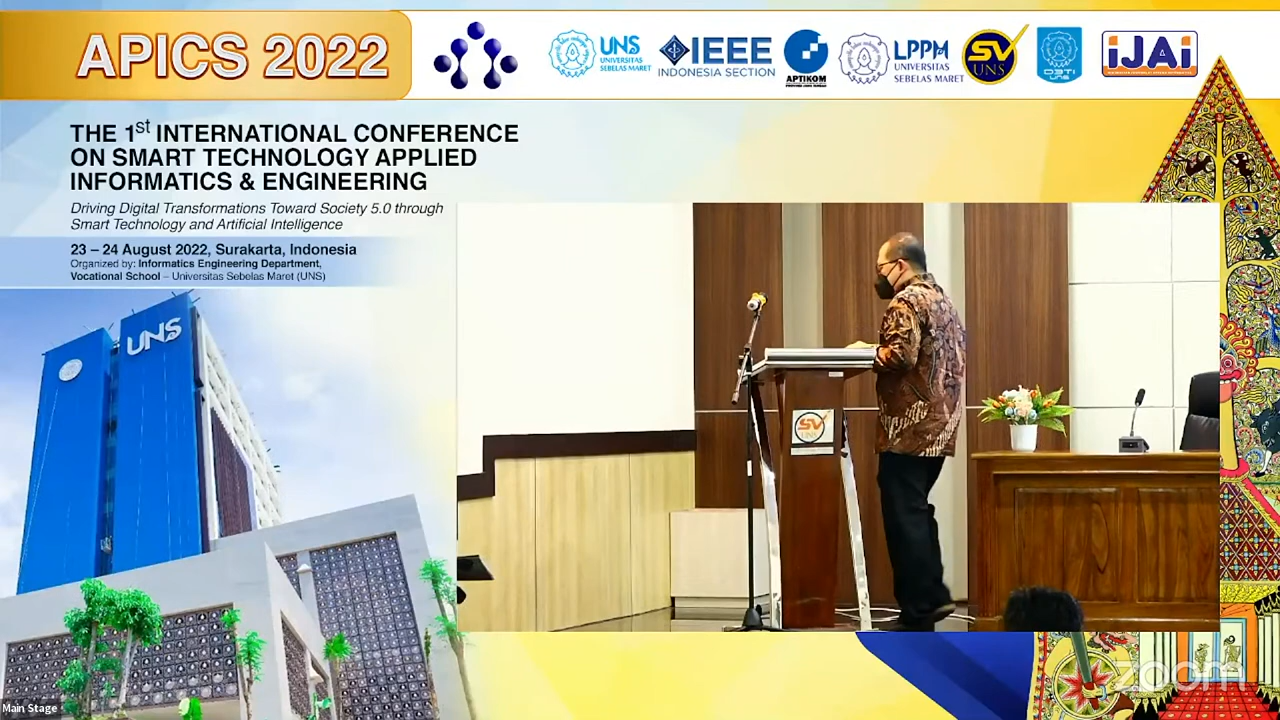 APICS 2022
UNS
UNIVERSITAS
SEBELAS MARET
IEEE
INDONESIA SECTION
APTIKOM
LPPM
UNIVERSITAS
SEBELAS MARET
SV
UNS
D3TI
UNS
iJAi
THE 1st INTERNATIONAL CONFERENCE
ON SMART TECHNOLOGY APPLIED
INFORMATICS & ENGINEERING
Driving Digital Transformations Toward Society 5.0 through
Smart Technology and Artificial Intelligence
23 – 24 August 2022, Surakarta, Indonesia
Organized by: Informatics Engineering Department,
Vocational School – Universitas Sebelas Maret (UNS)
UNS
SV
UNS
zoom
Main Stage